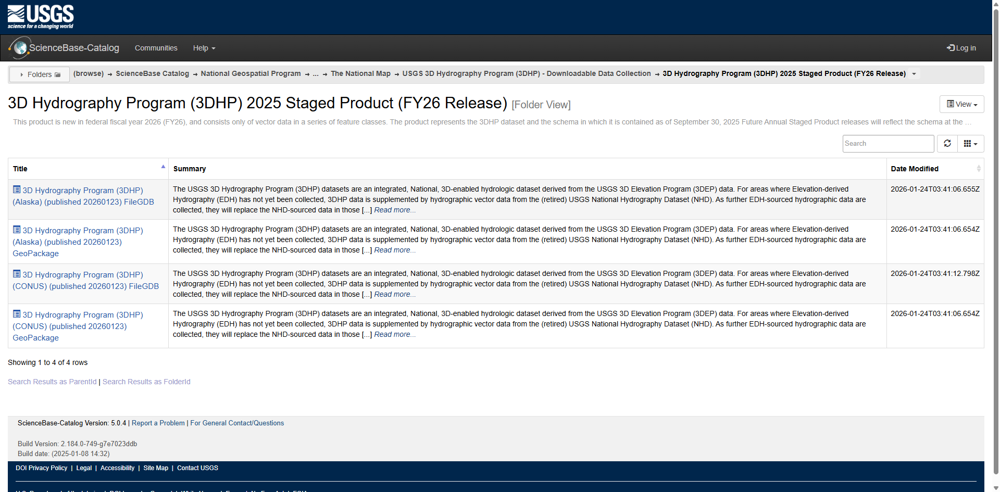 USGS
science for a changing world
ScienceBase-Catalog Communities Help Log in
Folders (browse) → ScienceBase Catalog → National Geospatial Program → ... → The National Map → USGS 3D Hydrography Program (3DHP) - Downloadable Data Collection → 3D Hydrography Program (3DHP) 2025 Staged Product (FY26 Release)
3D Hydrography Program (3DHP) 2025 Staged Product (FY26 Release) [Folder View]
View
This product is new in federal fiscal year 2026 (FY26), and consists only of vector data in a series of feature classes. The product represents the 3DHP dataset and the schema in which it is contained as of September 30, 2025 Future Annual Staged Product releases will reflect the schema at the ...
Search
Title Summary Date Modified
3D Hydrography Program (3DHP)
(Alaska) (published 20260123) FileGDB
The USGS 3D Hydrography Program (3DHP) datasets are an integrated, National, 3D-enabled hydrologic dataset derived from the USGS 3D Elevation Program (3DEP) data. For areas where Elevation-derived
Hydrography (EDH) has not yet been collected, 3DHP data is supplemented by hydrographic vector data from the (retired) USGS National Hydrography Dataset (NHD). As further EDH-sourced hydrographic data are
collected, they will replace the NHD-sourced data in those [...] Read more...
2026-01-24T03:41:06.655Z
3D Hydrography Program (3DHP)
(Alaska) (published 20260123)
GeoPackage
The USGS 3D Hydrography Program (3DHP) datasets are an integrated, National, 3D-enabled hydrologic dataset derived from the USGS 3D Elevation Program (3DEP) data. For areas where Elevation-derived
Hydrography (EDH) has not yet been collected, 3DHP data is supplemented by hydrographic vector data from the (retired) USGS National Hydrography Dataset (NHD). As further EDH-sourced hydrographic data are
collected, they will replace the NHD-sourced data in those [...] Read more...
2026-01-24T03:41:06.654Z
3D Hydrography Program (3DHP)
(CONUS) (published 20260123) FileGDB
The USGS 3D Hydrography Program (3DHP) datasets are an integrated, National, 3D-enabled hydrologic dataset derived from the USGS 3D Elevation Program (3DEP) data. For areas where Elevation-derived
Hydrography (EDH) has not yet been collected, 3DHP data is supplemented by hydrographic vector data from the (retired) USGS National Hydrography Dataset (NHD). As further EDH-sourced hydrographic data are
collected, they will replace the NHD-sourced data in those [...] Read more...
2026-01-24T03:41:12.798Z
3D Hydrography Program (3DHP)
(CONUS) (published 20260123)
GeoPackage
The USGS 3D Hydrography Program (3DHP) datasets are an integrated, National, 3D-enabled hydrologic dataset derived from the USGS 3D Elevation Program (3DEP) data. For areas where Elevation-derived
Hydrography (EDH) has not yet been collected, 3DHP data is supplemented by hydrographic vector data from the (retired) USGS National Hydrography Dataset (NHD). As further EDH-sourced hydrographic data are
collected, they will replace the NHD-sourced data in those [...] Read more...
2026-01-24T03:41:06.654Z
Showing 1 to 4 of 4 rows
Search Results as ParentId | Search Results as FolderId
ScienceBase-Catalog Version: 5.0.4 | Report a Problem | For General Contact/Questions
Build Version: 2.184.0-749-g7e7023ddb
Build date: (2025-01-08 14:32)
DOI Privacy Policy | Legal | Accessibility | Site Map | Contact USGS